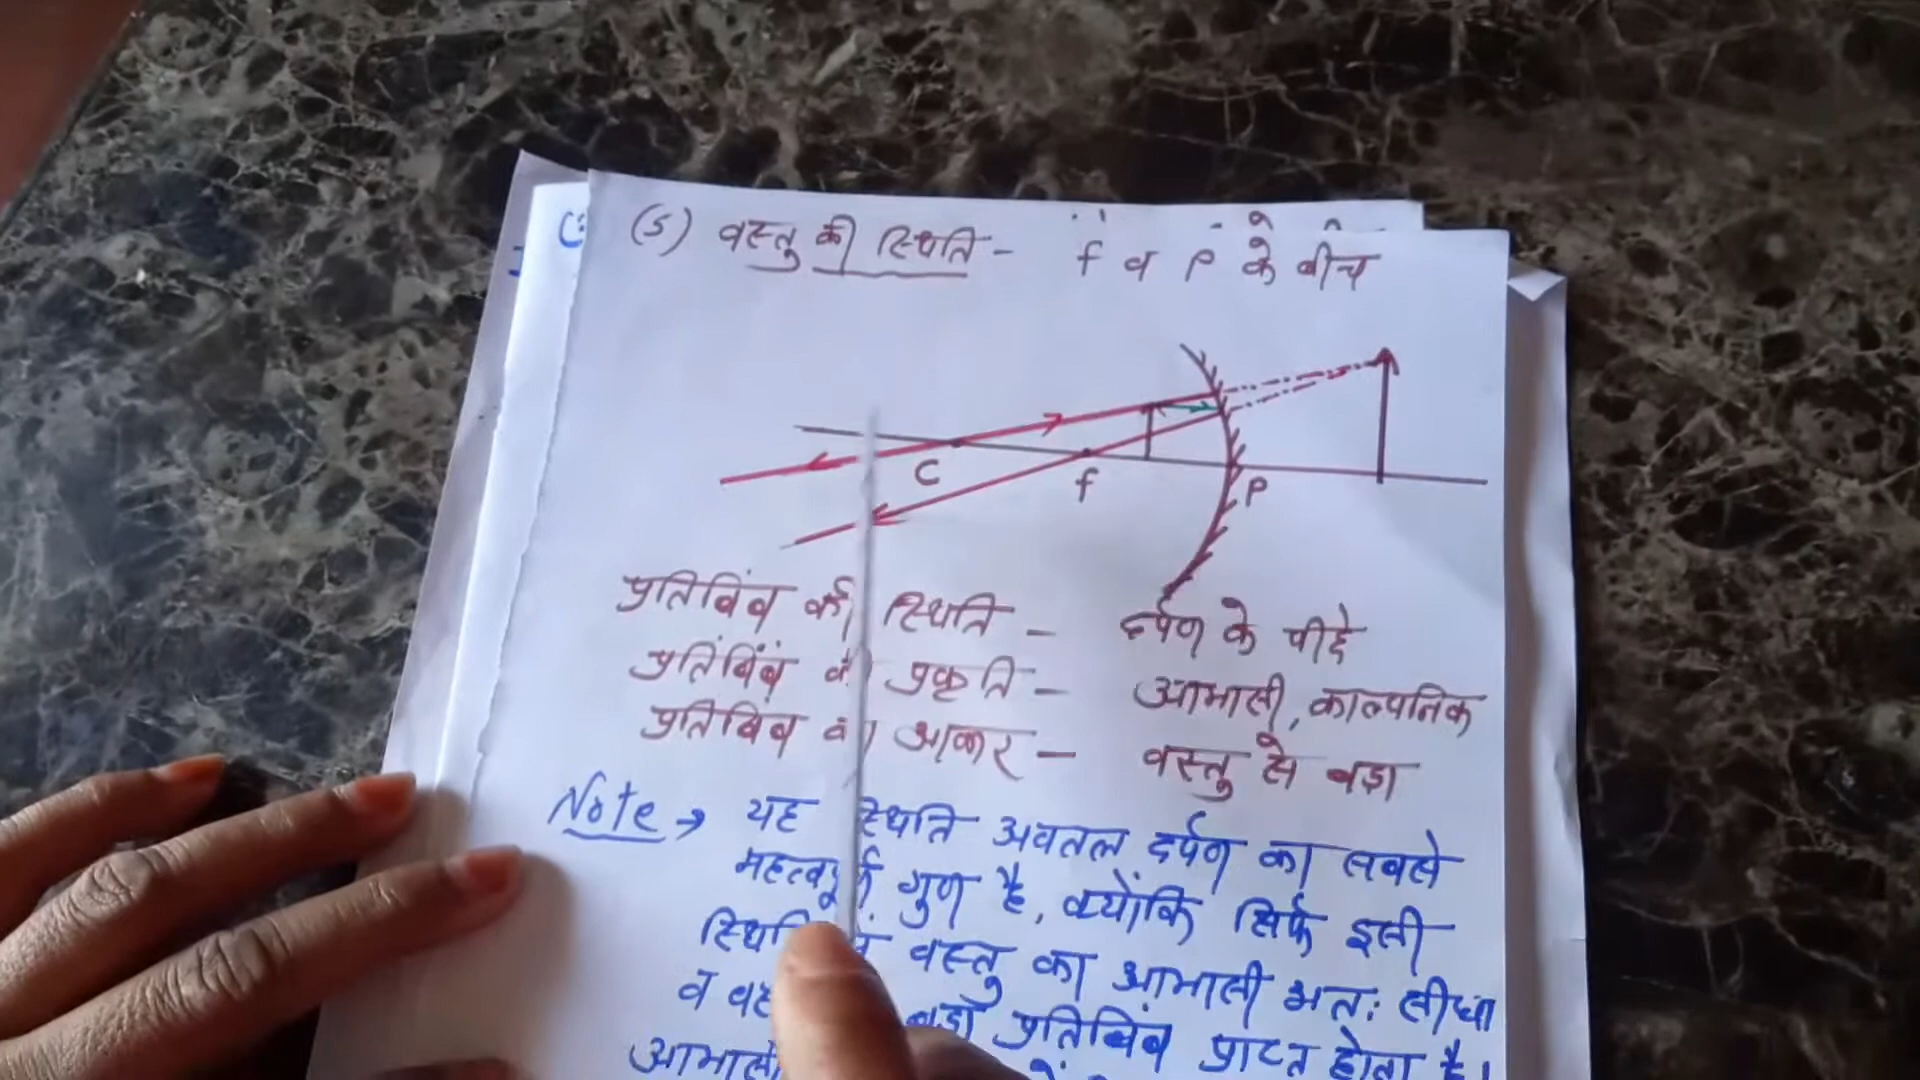 (5) वस्तु की स्थिति - f व P के बीच
C f P
प्रतिबिंब की स्थिति - दर्पण के पीछे
प्रतिबिंब की प्रकृति - आभासी, काल्पनिक
प्रतिबिंब का आकार - वस्तु से बड़ा
Note → यह स्थिति अवतल दर्पण का सबसे
महत्वपूर्ण गुण है, क्योंकि सिर्फ इसी
स्थिति में वस्तु का आभासी अतः सीधा
व बड़ा प्रतिबिंब प्राप्त होता है।
आभासी